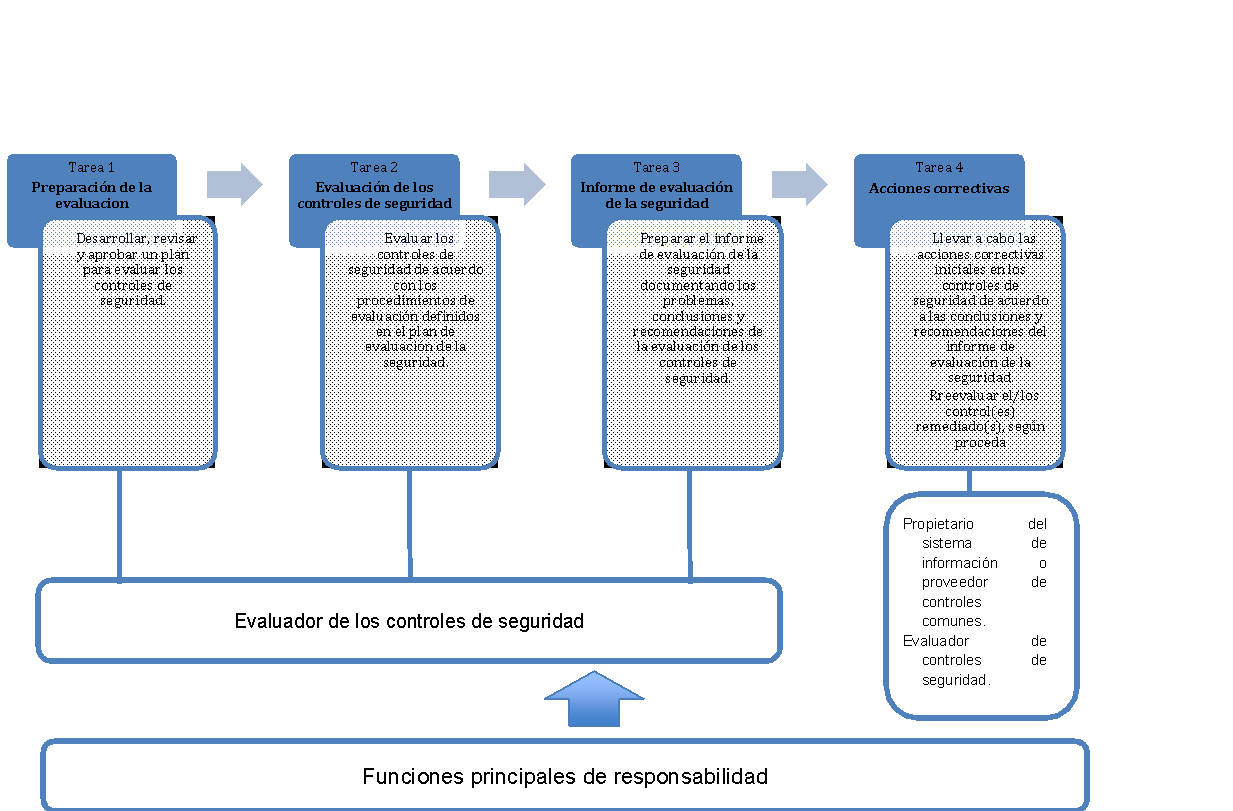 Tarea 1
Preparación de la
evaluacion
Desarrollar, revisar
y aprobar un plan
para evaluar los
controles de
seguridad.
Tarea 2
Evaluación de los
controles de seguridad
Evaluar los
controles de
seguridad de acuerdo
con los
procedimientos de
evaluación definidos
en el plan de
evaluación de la
seguridad.
Tarea 3
Informe de evaluación
de la seguridad
Preparar el informe
de evaluación de la
seguridad
documentando los
problemas,
conclusiones y
recomendaciones de
la evaluación de los
controles de
seguridad.
Tarea 4
Acciones correctivas
Llevar a cabo las
acciones correctivas
iniciales en los
controles de
seguridad de acuerdo
a las conclusiones y
recomendaciones del
informe de
evaluación de la
seguridad.
Rreevaluar el/los
control(es)
remediado(s), según
proceda
Propietario del
sistema de
información o
proveedor de
controles
comunes.
Evaluador de
controles de
seguridad.
Evaluador de los controles de seguridad
Funciones principales de responsabilidad